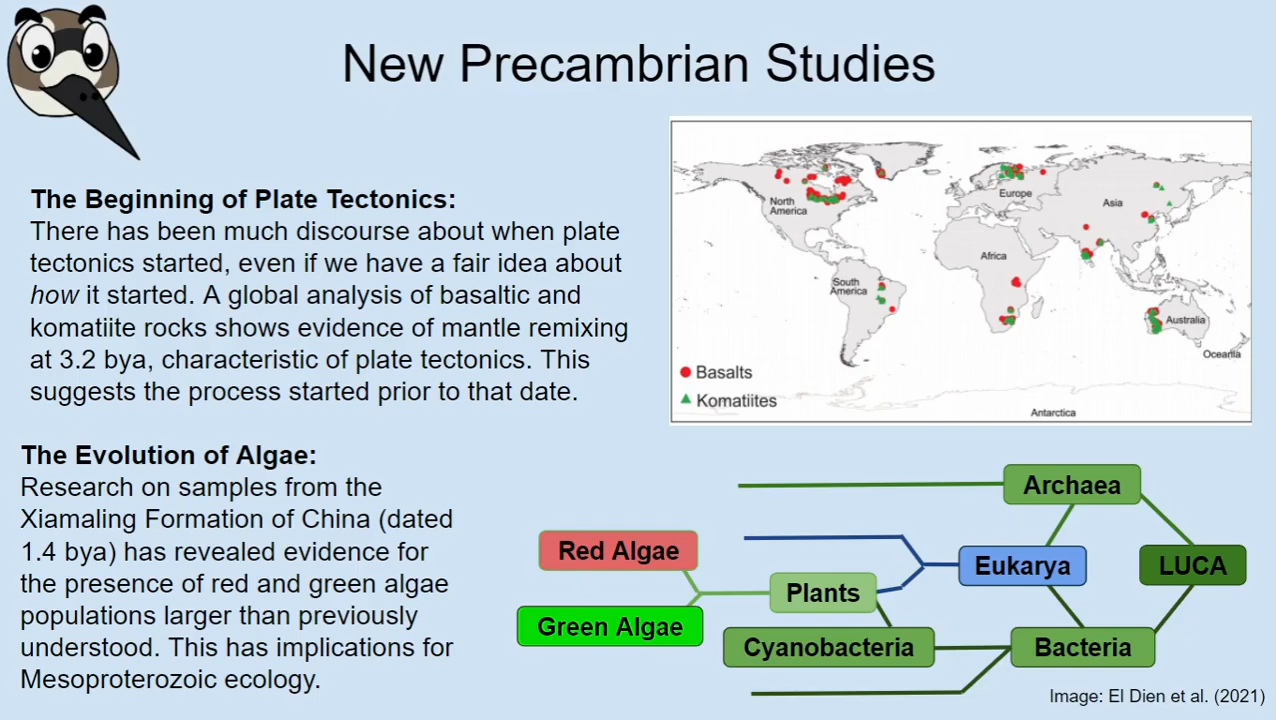 New Precambrian Studies
The Beginning of Plate Tectonics:
There has been much discourse about when plate
tectonics started, even if we have a fair idea about
how it started. A global analysis of basaltic and
komatiite rocks shows evidence of mantle remixing
at 3.2 bya, characteristic of plate tectonics. This
suggests the process started prior to that date.
North
America
South
America
Europe
Africa
Asia
Australia
Oceania
Antarctica
Basalts
Komatiites
The Evolution of Algae:
Research on samples from the
Xiamaling Formation of China (dated
1.4 bya) has revealed evidence for
the presence of red and green algae
populations larger than previously
understood. This has implications for
Mesoproterozoic ecology.
Archaea
Red Algae
Eukarya
LUCA
Plants
Green Algae
Cyanobacteria
Bacteria
Image: El Dien et al. (2021)